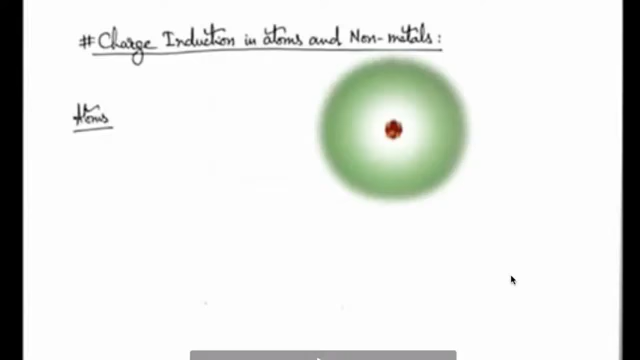 # Charge Induction in atoms and Non-metals:
Atoms